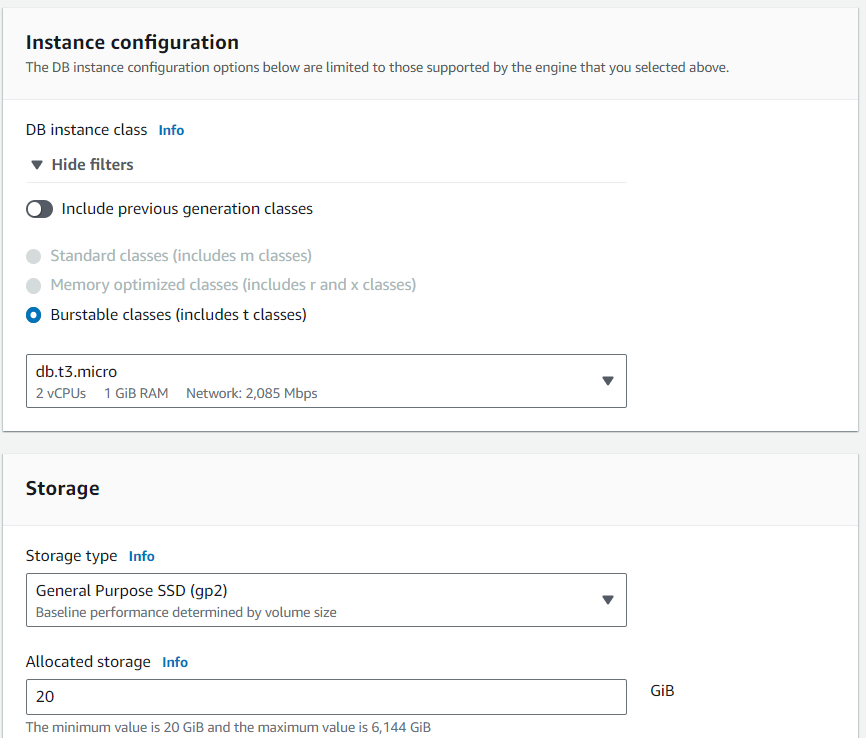 Instance configuration
The DB instance configuration options below are limited to those supported by the engine that you selected above.
DB instance class Info
Hide filters
Include previous generation classes
Standard classes (includes m classes)
Memory optimized classes (includes r and x classes)
Burstable classes (includes t classes)
db.t3.micro
2 vCPUs 1 GiB RAM Network: 2,085 Mbps
Storage
Storage type Info
General Purpose SSD (gp2)
Baseline performance determined by volume size
Allocated storage Info
20 GiB
The minimum value is 20 GiB and the maximum value is 6,144 GiB